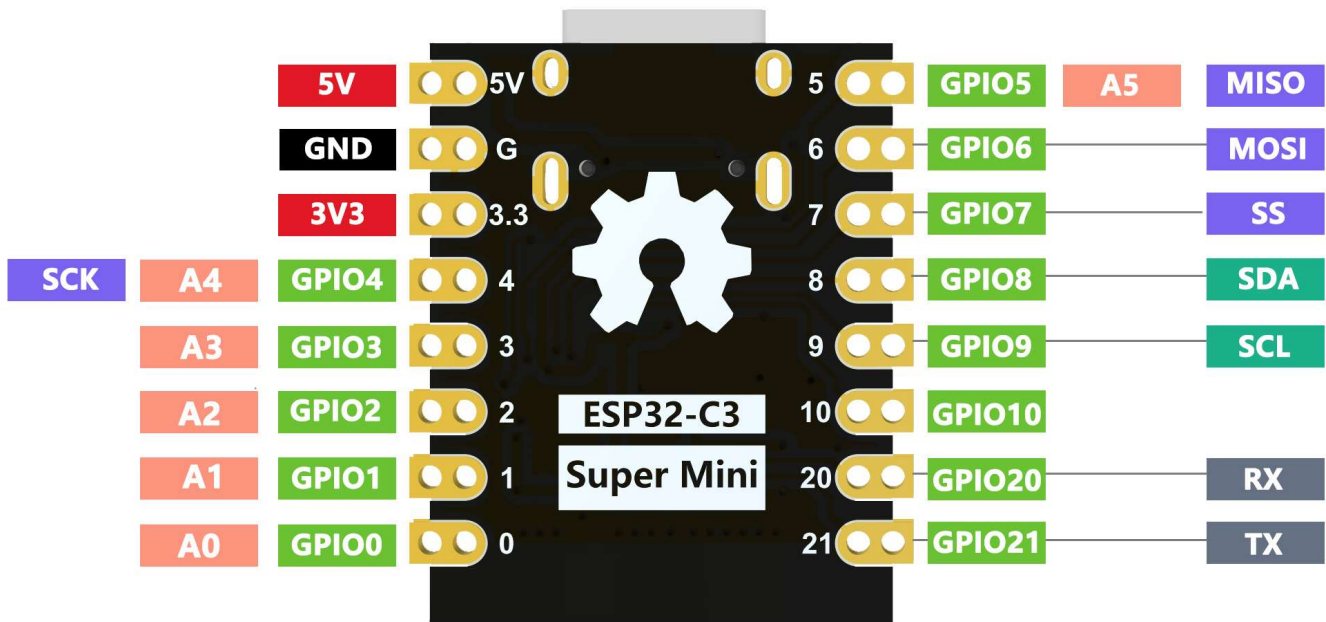 5V 5V 5 GPIO5 A5 MISO
GND G 6 GPIO6 MOSI
3V3 3.3 7 GPIO7 SS
SCK A4 GPIO4 4 8 GPIO8 SDA
A3 GPIO3 3 9 GPIO9 SCL
A2 GPIO2 2 ESP32-C3 10 GPIO10
A1 GPIO1 1 Super Mini 20 GPIO20 RX
A0 GPIO0 0 21 GPIO21 TX